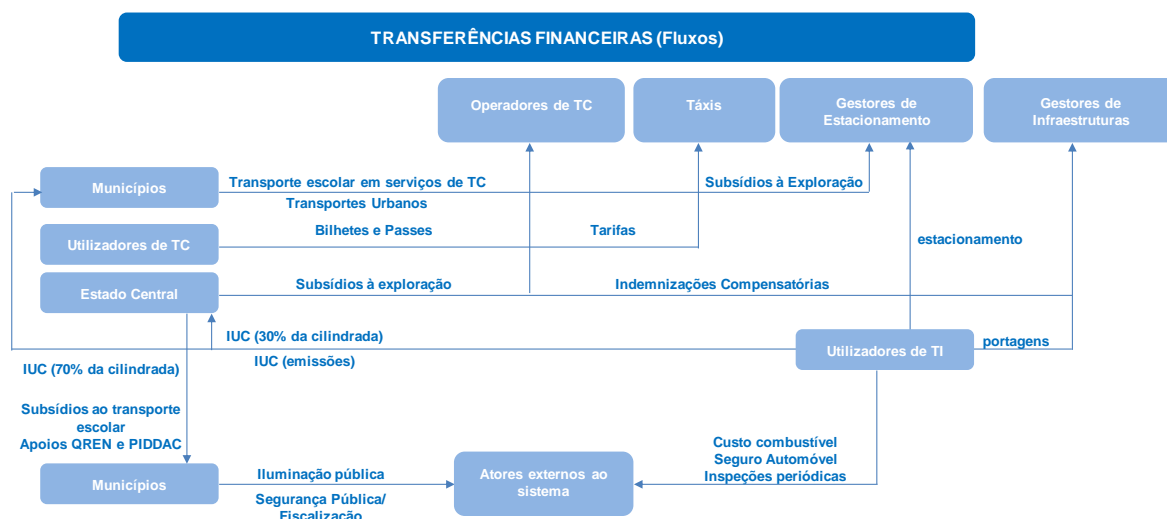 TRANSFERÊNCIAS FINANCEIRAS (Fluxos)
Operadores de TC
Táxis
Gestores de
Estacionamento
Gestores de
Infraestruturas
Municípios
Transporte escolar em serviços de TC
Transportes Urbanos
Subsídios à Exploração
Utilizadores de TC
Bilhetes e Passes
Tarifas
estacionamento
Estado Central
Subsídios à exploração
Indemnizações Compensatórias
IUC (30% da cilindrada)
IUC (emissões)
Utilizadores de TI
portagens
IUC (70% da cilindrada)
Subsídios ao transporte
escolar
Apoios QREN e PIDDAC
Custo combustível
Seguro Automóvel
Inspeções periódicas
Municípios
Iluminação pública
Segurança Pública/
Fiscalização
Atores externos ao
sistema